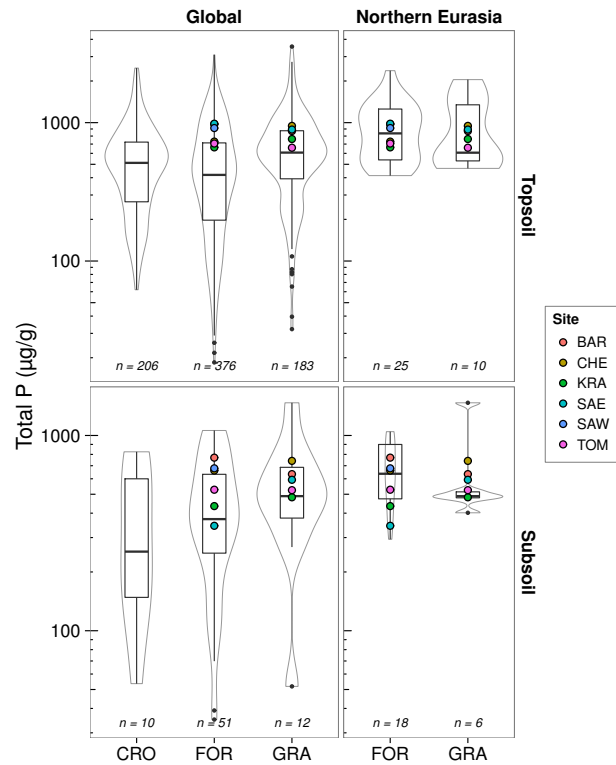 Global
Northern Eurasia
Total P (µg/g)
1000
100
n = 206
n = 376
n = 183
n = 25
n = 10
Topsoil
1000
100
n = 10
n = 51
n = 12
n = 18
n = 6
Subsoil
CRO
FOR
GRA
FOR
GRA
Site
BAR
CHE
KRA
SAE
SAW
TOM